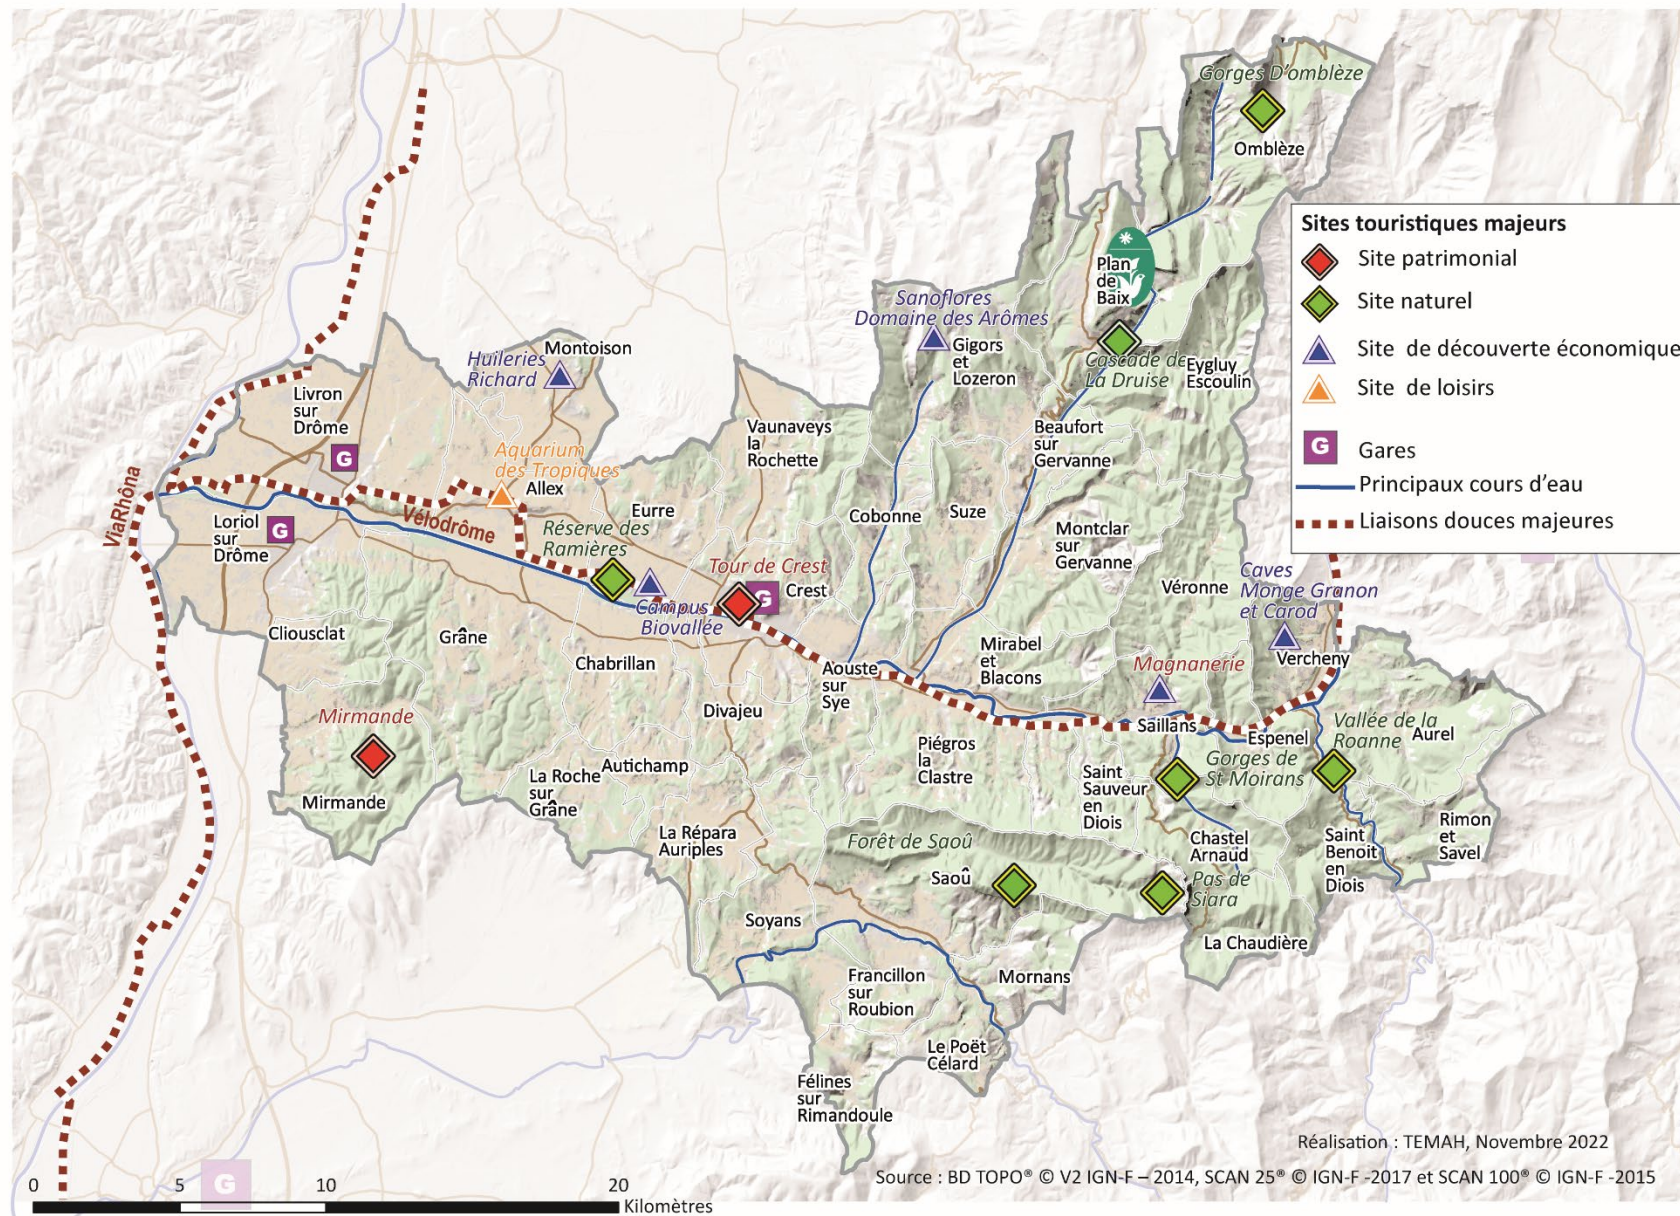 Gorges D'omblèze
Omblèze
Sites touristiques majeurs
Site patrimonial
Site naturel
Site de découverte économique
Site de loisirs
G
Gares
Principaux cours d'eau
Liaisons douces majeures
Plan
de
Baix
Sanoflores
Domaine des Arômes
Gigors
et
Lozeron
Cascade de
La Druise
Eygluy
Escoulin
Huileries
Richard
Montoison
Livron
sur
Drôme
G
Vaunaveys
la
Rochette
Beaufort
sur
Gervanne
Aquarium
des Tropiques
Allex
ViaRhôna
Vélodrôme
Loriol
sur
Drôme
G
Réserve des
Ramières
Eurre
Cobonne
Suze
Montclar
sur
Gervanne
Tour de Crest
G
Crest
Campus
Biovallée
Véronne
Caves
Monge Granon
et Carod
Vercheny
Cliousclat
Grâne
Chabrillan
Mirabel
et
Blacons
Magnanerie
Aouste
sur
Sye
Saillans
Mirmande
Divajeu
Espenel
Vallée de la
Roanne
Aurel
Gorges de
St Moirans
Piégros
la
Clastre
Saint
Sauveur
en
Diois
Autichamp
La Roche
sur
Grâne
Mirmande
La Répara
Auriples
Forêt de Saoû
Saoû
Chastel
Arnaud
Saint
Benoit
en
Diois
Rimon
et
Savel
Pas de
Siara
Soyans
La Chaudière
Francillon
sur
Roubion
Mornans
Le Poët
Célard
Félines
sur
Rimandoule
G
Réalisation : TEMAH, Novembre 2022
Source : BD TOPO® © V2 IGN-F – 2014, SCAN 25® © IGN-F -2017 et SCAN 100® © IGN-F -2015
0 5 10 20
Kilomètres